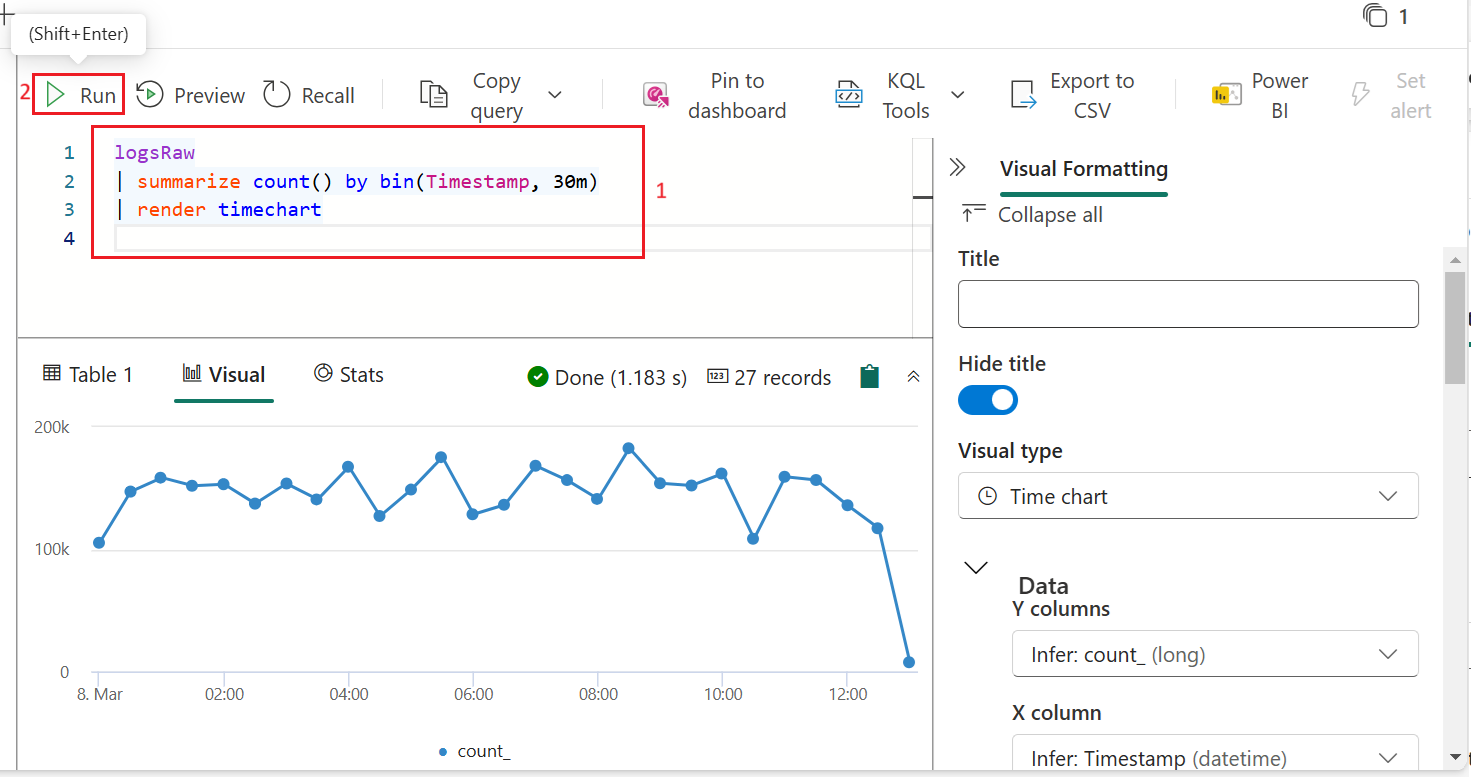 1
(Shift+Enter)
2
Run
Preview
Recall
Copy
query
Pin to
dashboard
KQL
Tools
Export to
CSV
Power
BI
Set
alert
1 logsRaw
2 | summarize count() by bin(Timestamp, 30m)
3 | render timechart
4
1
Visual Formatting
Collapse all
Title
Hide title
Visual type
Time chart
Data
Y columns
Infer: count_ (long)
X column
Infer: Timestamp (datetime)
Table 1
Visual
Stats
Done (1.183 s)
123
27 records
200k
100k
0
8. Mar
02:00
04:00
06:00
08:00
10:00
12:00
count_